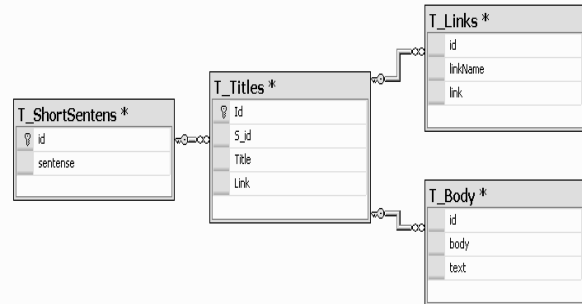 T_ShortSentens *
id
sentense
T_Titles *
Id
S_id
Title
Link
T_Links *
id
linkName
link
T_Body *
id
body
text